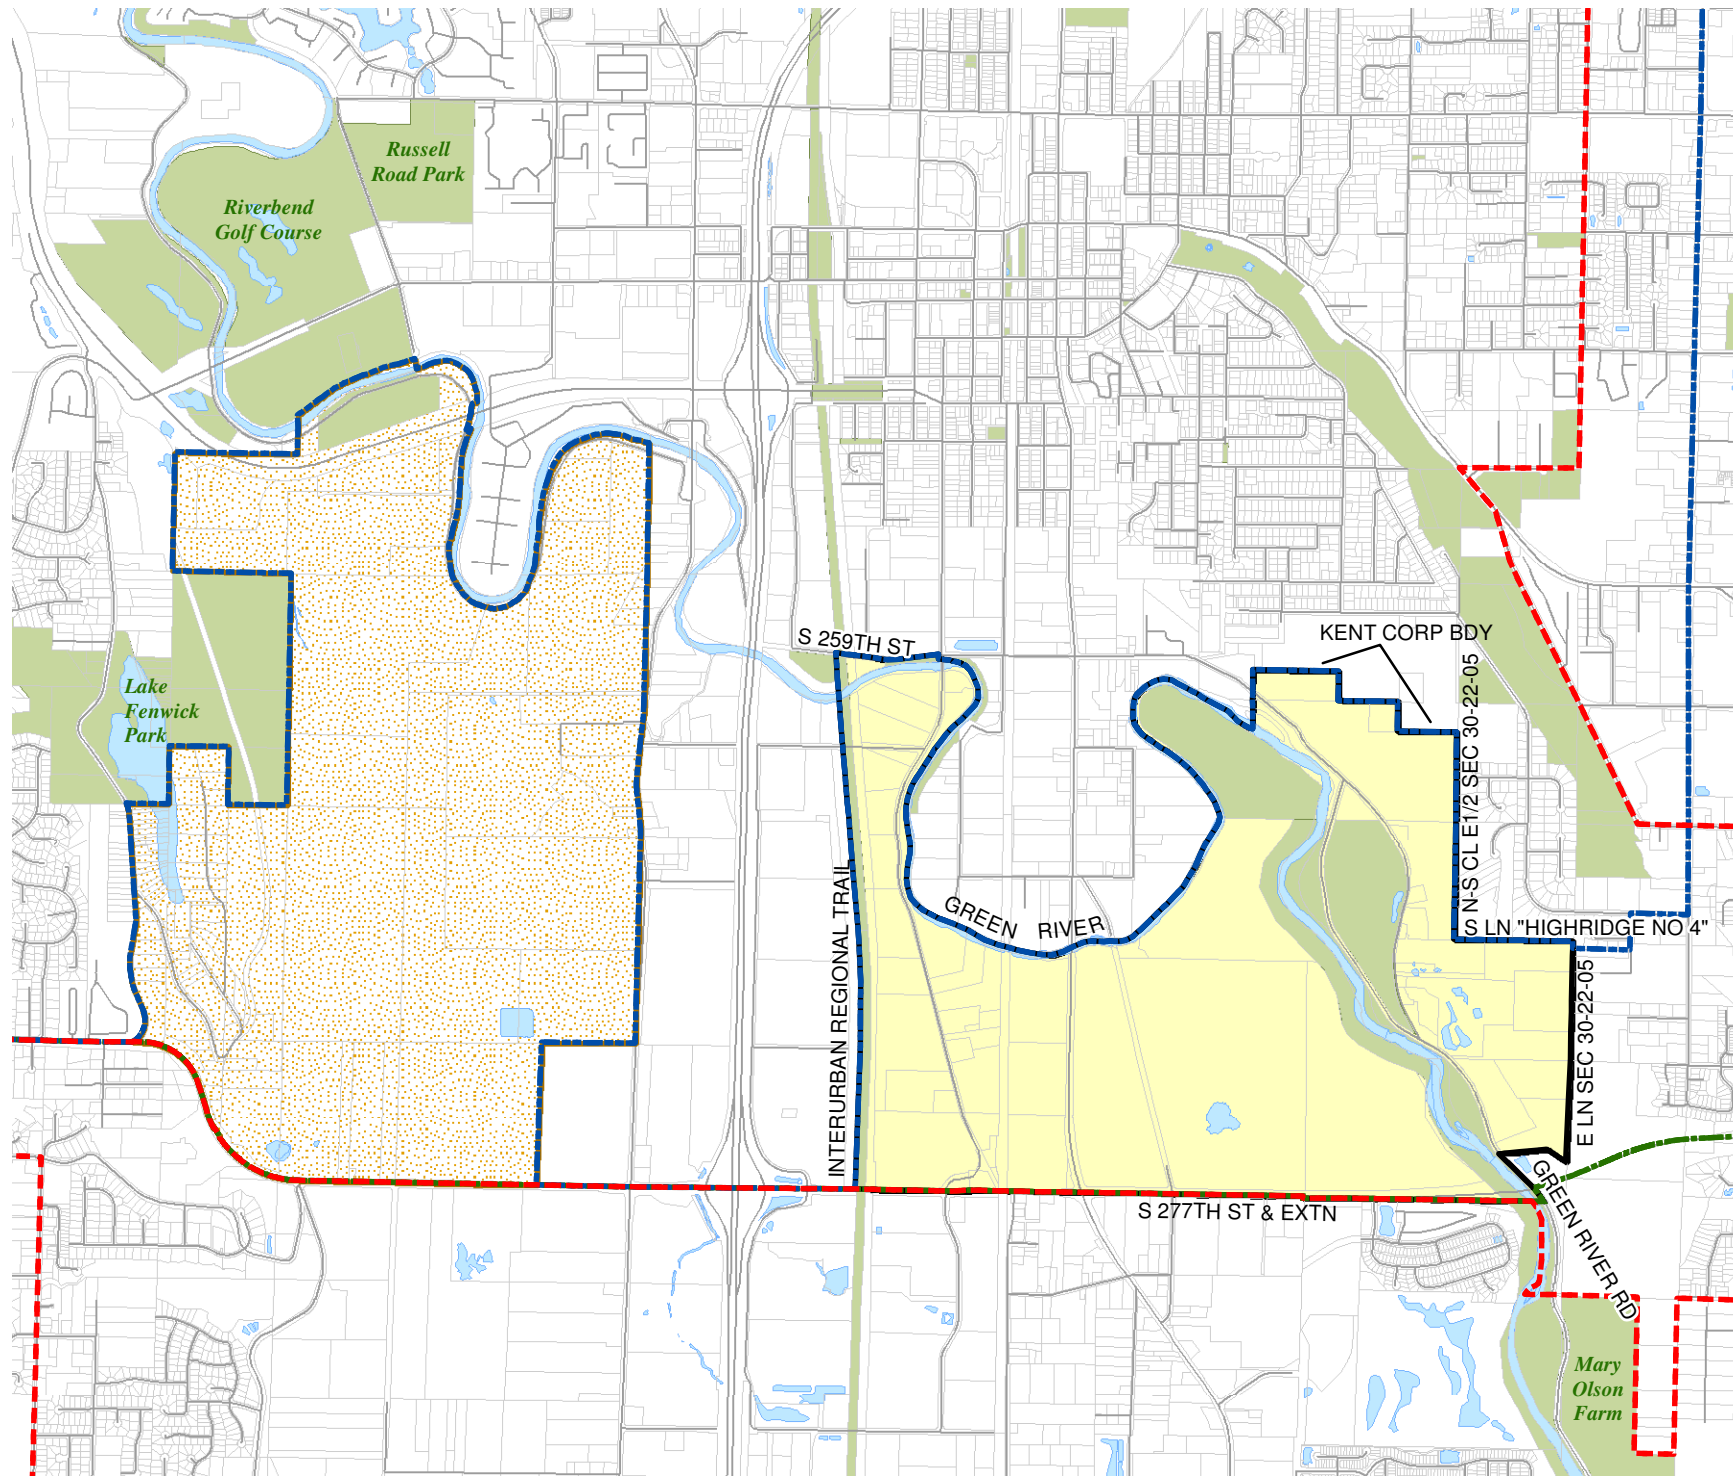 Russell
Road Park
Riverbend
Golf Course
S 259TH ST
KENT CORP BDY
Lake
Fenwick
Park
S N-S CL E1/2 SEC 30-22-05
INTERURBAN REGIONAL TRAIL
GREEN RIVER
S LN "HIGHRIDGE NO 4"
E LN SEC 30-22-05
S 277TH ST & EXTN
GREEN RIVER RD
Mary
Olson
Farm